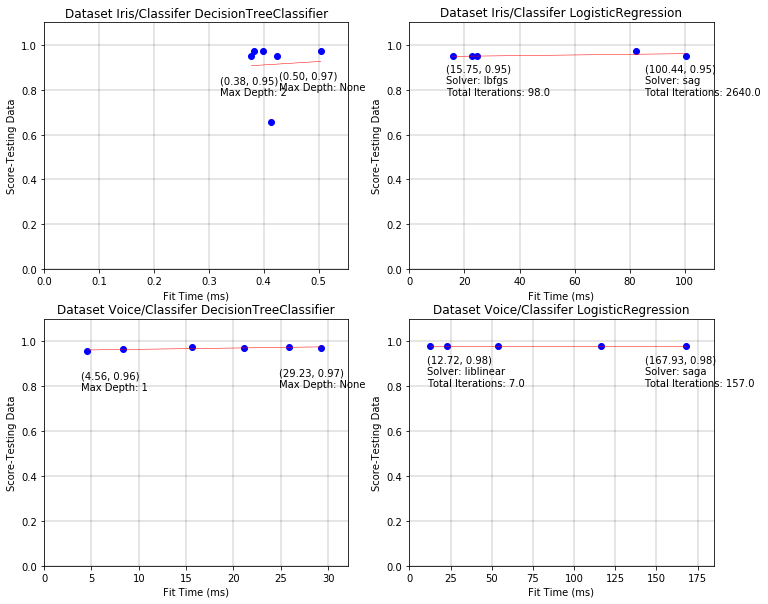 Dataset Iris/Classifer DecisionTreeClassifier
Score-Testing Data
1.0
0.8
0.6
0.4
0.2
0.0
(0.38, 0.95)
Max Depth: 2
(0.50, 0.97)
Max Depth: None
0.0 0.1 0.2 0.3 0.4 0.5
Fit Time (ms)
Dataset Iris/Classifer LogisticRegression
Score-Testing Data
1.0
0.8
0.6
0.4
0.2
0.0
(15.75, 0.95)
Solver: lbfgs
Total Iterations: 98.0
(100.44, 0.95)
Solver: sag
Total Iterations: 2640.0
0 20 40 60 80 100
Fit Time (ms)
Dataset Voice/Classifer DecisionTreeClassifier
Score-Testing Data
1.0
0.8
0.6
0.4
0.2
0.0
(4.56, 0.96)
Max Depth: 1
(29.23, 0.97)
Max Depth: None
0 5 10 15 20 25 30
Fit Time (ms)
Dataset Voice/Classifer LogisticRegression
Score-Testing Data
1.0
0.8
0.6
0.4
0.2
0.0
(12.72, 0.98)
Solver: liblinear
Total Iterations: 7.0
(167.93, 0.98)
Solver: saga
Total Iterations: 157.0
0 25 50 75 100 125 150 175
Fit Time (ms)